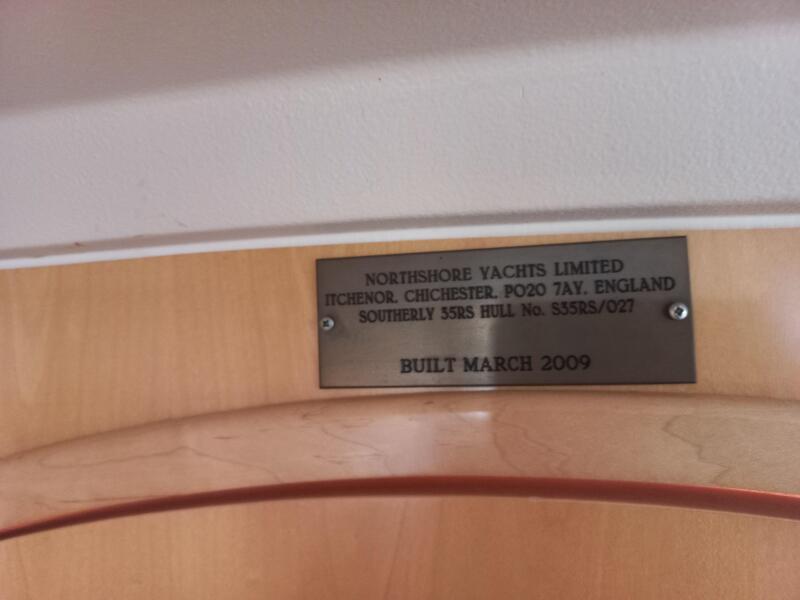 NORTHSHORE YACHTS LIMITED
ITCHENOR, CHICHESTER, PO20 7AY, ENGLAND
SOUTHERLY 35RS HULL No. S35RS/027
BUILT MARCH 2009